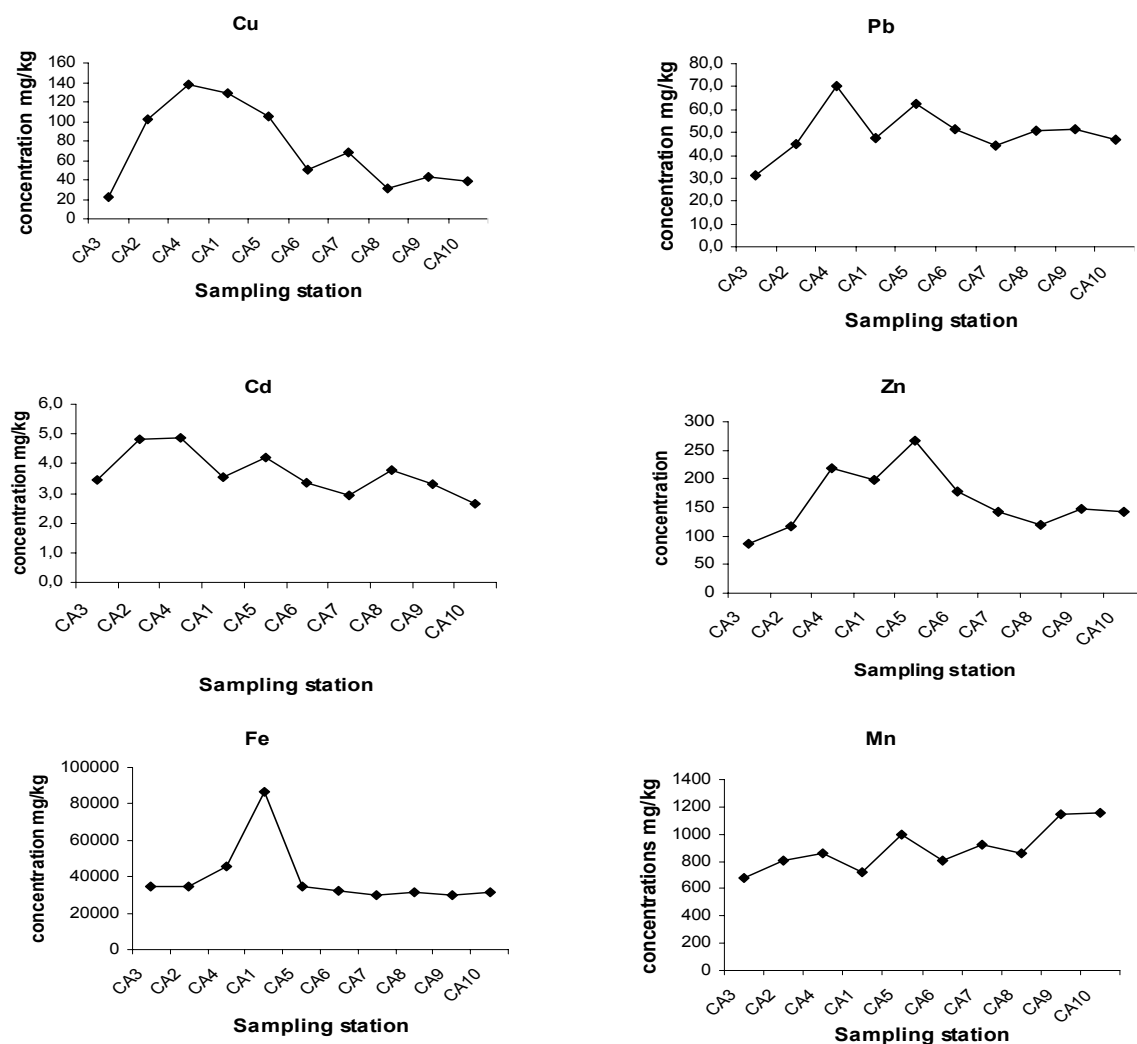 Cu
concentration mg/kg
160
140
120
100
80
60
40
20
0
CA3
CA2
CA4
CA1
CA5
CA6
CA7
CA8
CA9
CA10
Sampling station
Pb
concentration mg/kg
80,0
70,0
60,0
50,0
40,0
30,0
20,0
10,0
0,0
CA3
CA2
CA4
CA1
CA5
CA6
CA7
CA8
CA9
CA10
Sampling station
Cd
concentration mg/kg
6,0
5,0
4,0
3,0
2,0
1,0
0,0
CA3
CA2
CA4
CA1
CA5
CA6
CA7
CA8
CA9
CA10
Sampling station
Zn
concentration
300
250
200
150
100
50
0
CA3
CA2
CA4
CA1
CA5
CA6
CA7
CA8
CA9
CA10
Sampling station
Fe
concentration mg/kg
100000
80000
60000
40000
20000
0
CA3
CA2
CA4
CA1
CA5
CA6
CA7
CA8
CA9
CA10
Sampling station
Mn
concentrations mg/kg
1400
1200
1000
800
600
400
200
0
CA3
CA2
CA4
CA1
CA5
CA6
CA7
CA8
CA9
CA10
Sampling station